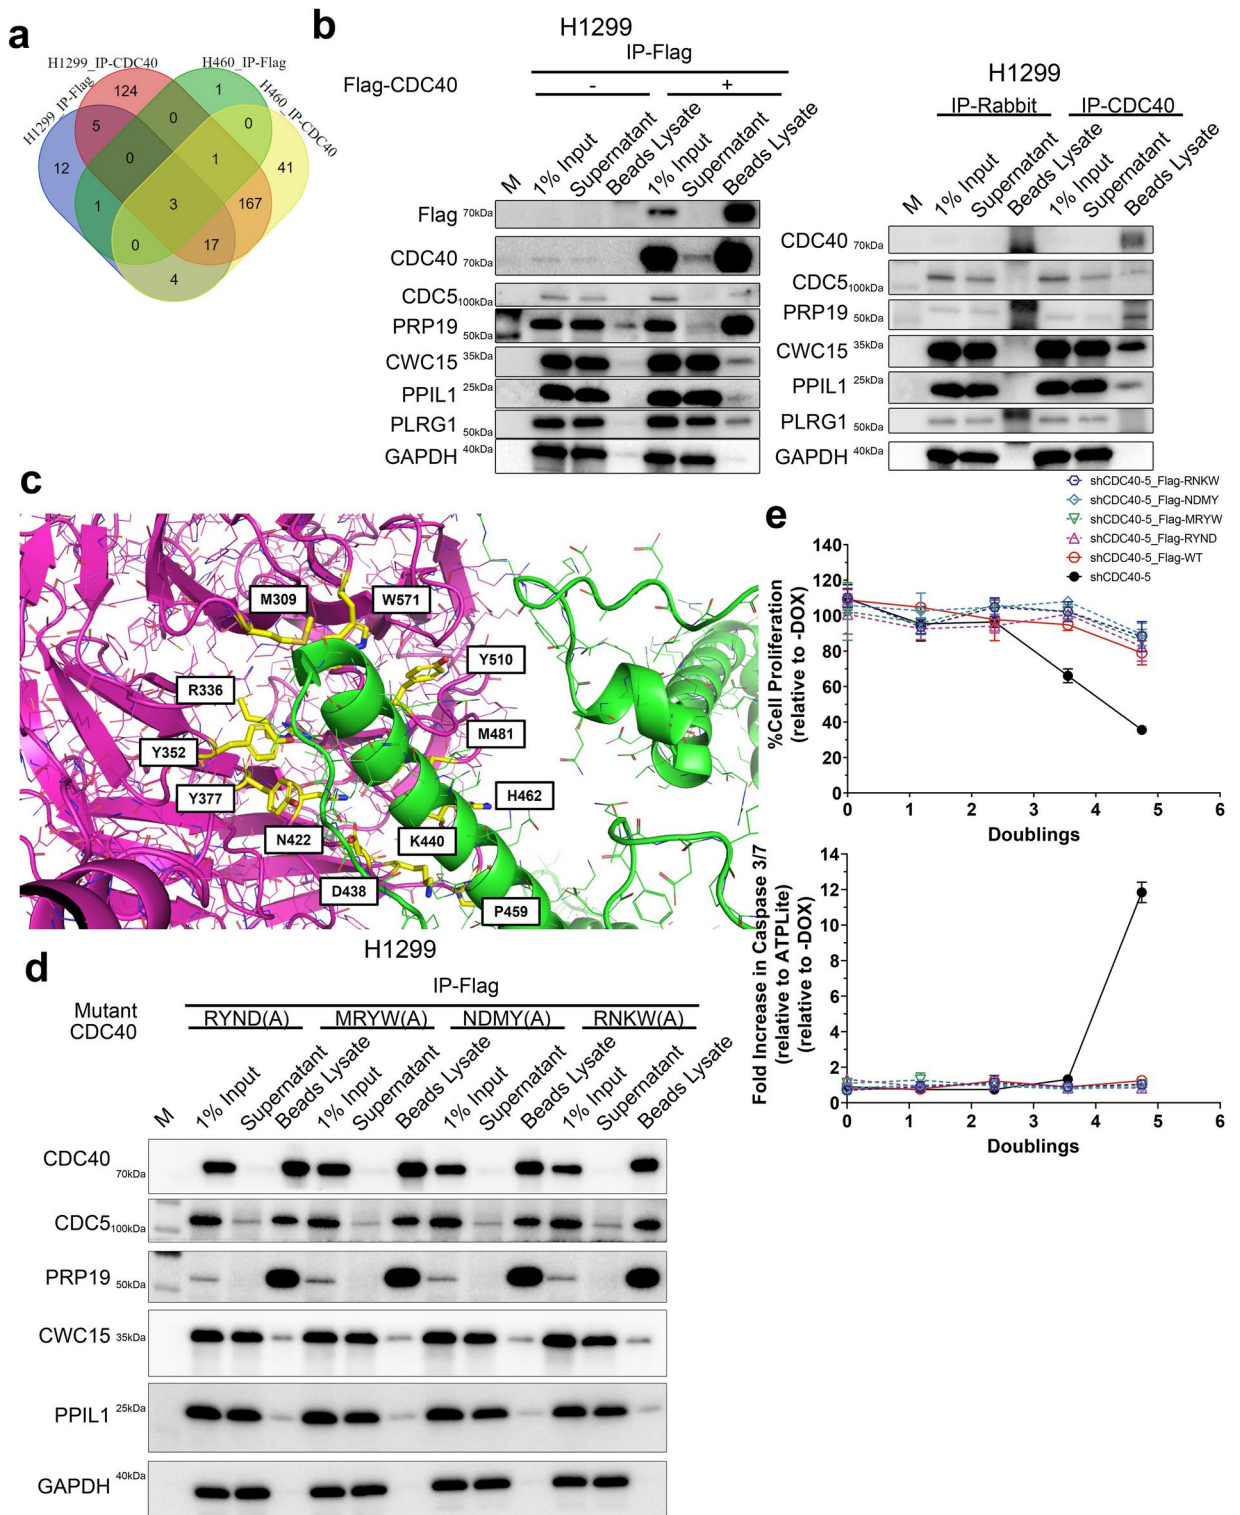 a
H1299_IP-CDC40
H460_IP-Flag
H1299_IP-Flag
H460_IP-CDC40
124
1
5
0
0
12
0
1
41
1
3
167
0
17
4
b
H1299
IP-Flag
Flag-CDC40
-
+
M
1% Input
Supernatant
Beads Lysate
1% Input
Supernatant
Beads Lysate
Flag 70kDa
CDC40 70kDa
CDC5 100kDa
PRP19 50kDa
CWC15 35kDa
PPIL1 25kDa
PLRG1 50kDa
GAPDH 40kDa
H1299
IP-Rabbit IP-CDC40
M
1% Input
Supernatant
Beads Lysate
1% Input
Supernatant
Beads Lysate
CDC40 70kDa
CDC5 100kDa
PRP19 50kDa
CWC15 35kDa
PPIL1 25kDa
PLRG1 50kDa
GAPDH 40kDa
c
M309
W571
Y510
R336
M481
Y352
Y377
H462
N422
K440
D438
P459
d
H1299
IP-Flag
Mutant
CDC40
RYND(A) MRYW(A) NDMY(A) RNKW(A)
M
1% Input
Supernatant
Beads Lysate
1% Input
Supernatant
Beads Lysate
1% Input
Supernatant
Beads Lysate
1% Input
Supernatant
Beads Lysate
CDC40 70kDa
CDC5 100kDa
PRP19 50kDa
CWC15 35kDa
PPIL1 25kDa
GAPDH 40kDa
e
shCDC40-5_Flag-RNKW
shCDC40-5_Flag-NDMY
shCDC40-5_Flag-MRYW
shCDC40-5_Flag-RYND
shCDC40-5_Flag-WT
shCDC40-5
%Cell Proliferation
(relative to -DOX)
140
120
100
80
60
40
20
0
0 1 2 3 4 5 6
Doublings
Fold Increase in Caspase 3/7
(relative to ATPLite)
(relative to -DOX)
14
12
10
8
6
4
2
0
0 1 2 3 4 5 6
Doublings